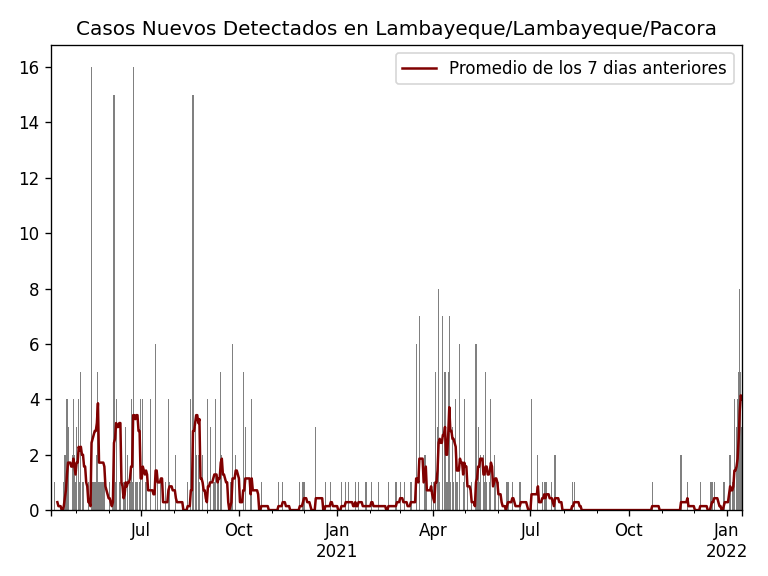 Casos Nuevos Detectados en Lambayeque/Lambayeque/Pacora
Promedio de los 7 dias anteriores
16
14
12
10
8
6
4
2
0
Jul
Oct
Jan
2021
Apr
Jul
Oct
Jan
2022